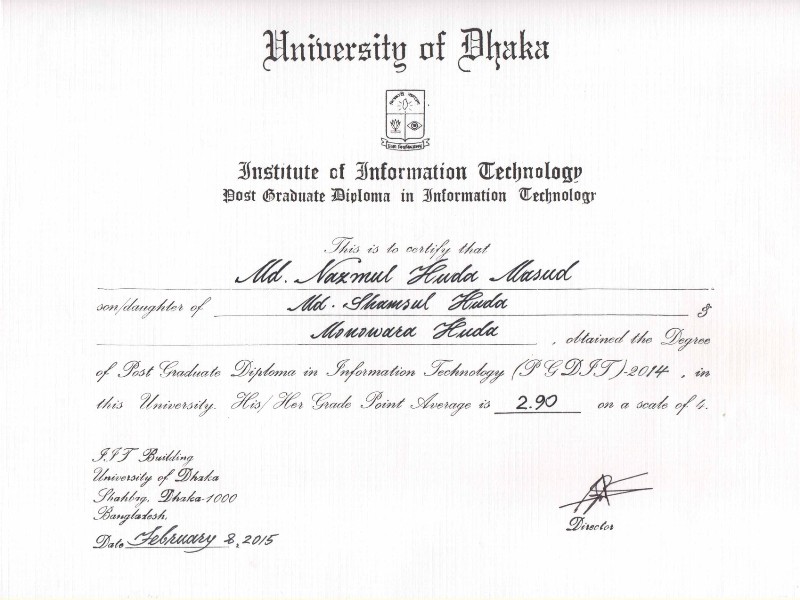 University of Dhaka
Institute of Information Technology
Post Graduate Diploma in Information Technology
This is to certify that
Md. Nazmul Huda Masud
son/daughter of Md. Shamsul Huda &
Monowara Huda , obtained the Degree
of Post Graduate Diploma in Information Technology (PGDIT)-2014 , in
this University. His/Her Grade Point Average is 2.90 on a scale of 4.
I.I.T Building
University of Dhaka
Shahbag, Dhaka-1000
Bangladesh.
Date February 8, 2015
Director